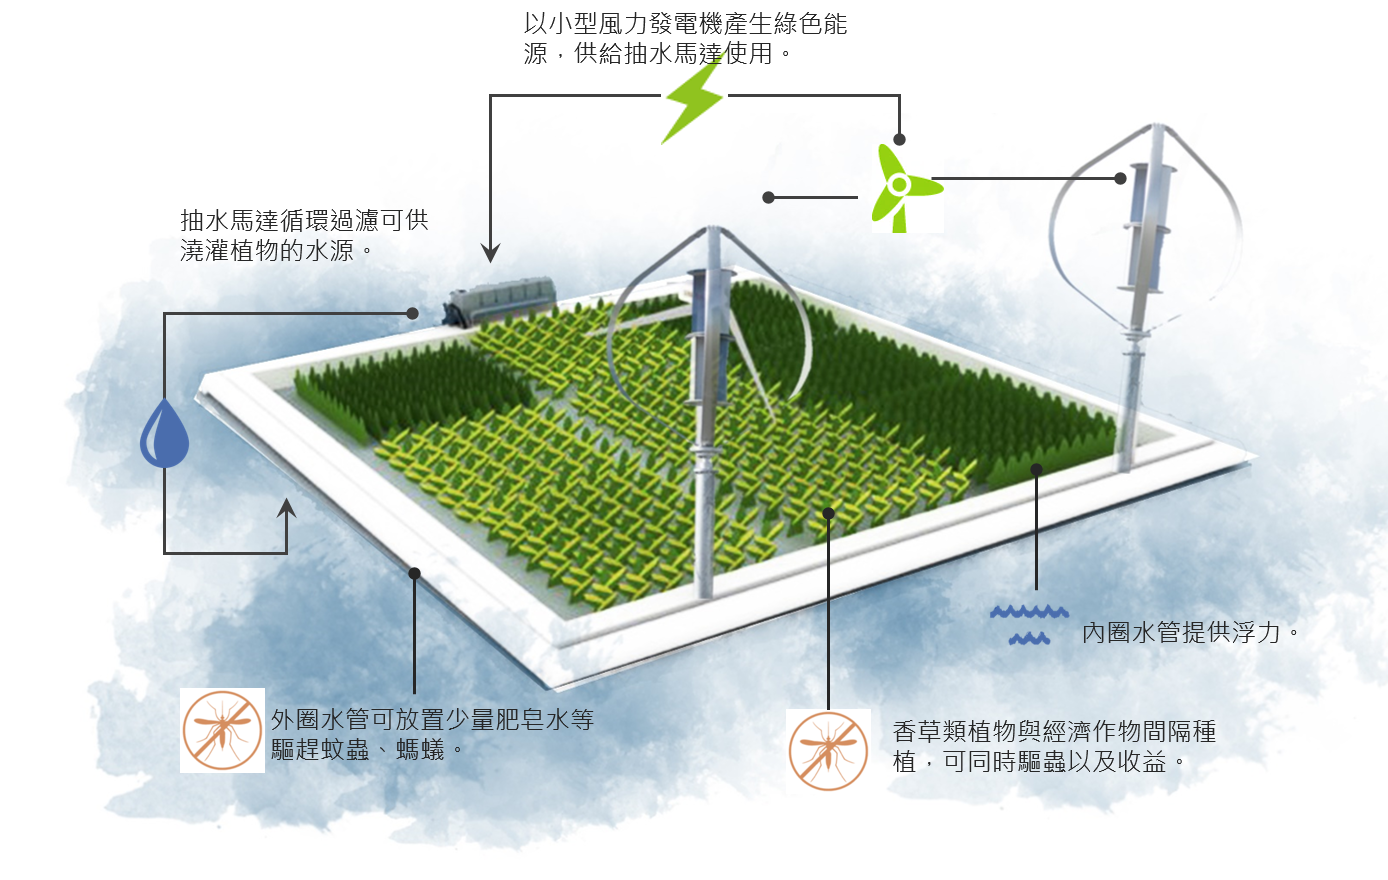 以小型風力發電機產生綠色能
源，供給抽水馬達使用。
抽水馬達循環過濾可供
澆灌植物的水源。
內圈水管提供浮力。
外圈水管可放置少量肥皂水等
驅趕蚊蟲、螞蟻。
香草類植物與經濟作物間隔種
植，可同時驅蟲以及收益。